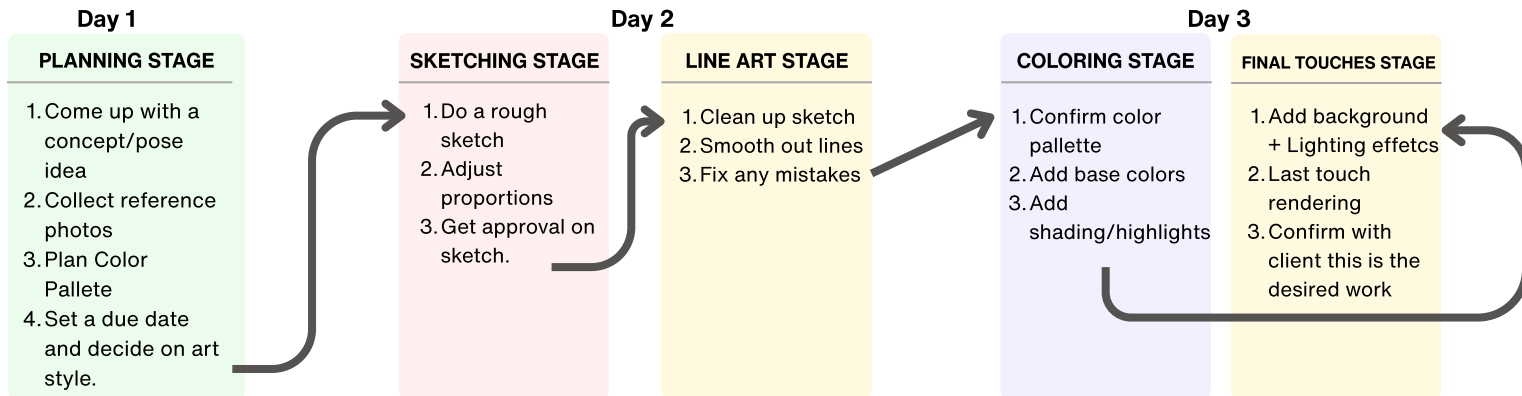 Day 1
PLANNING STAGE
1. Come up with a
concept/pose
idea
2. Collect reference
photos
3. Plan Color
Pallete
4. Set a due date
and decide on art
style.
Day 2
SKETCHING STAGE
1. Do a rough
sketch
2. Adjust
proportions
3. Get approval on
sketch.
LINE ART STAGE
1. Clean up sketch
2. Smooth out lines
3. Fix any mistakes
Day 3
COLORING STAGE
1. Confirm color
pallette
2. Add base colors
3. Add
shading/highlights
FINAL TOUCHES STAGE
1. Add background
+ Lighting effetcs
2. Last touch
rendering
3. Confirm with
client this is the
desired work